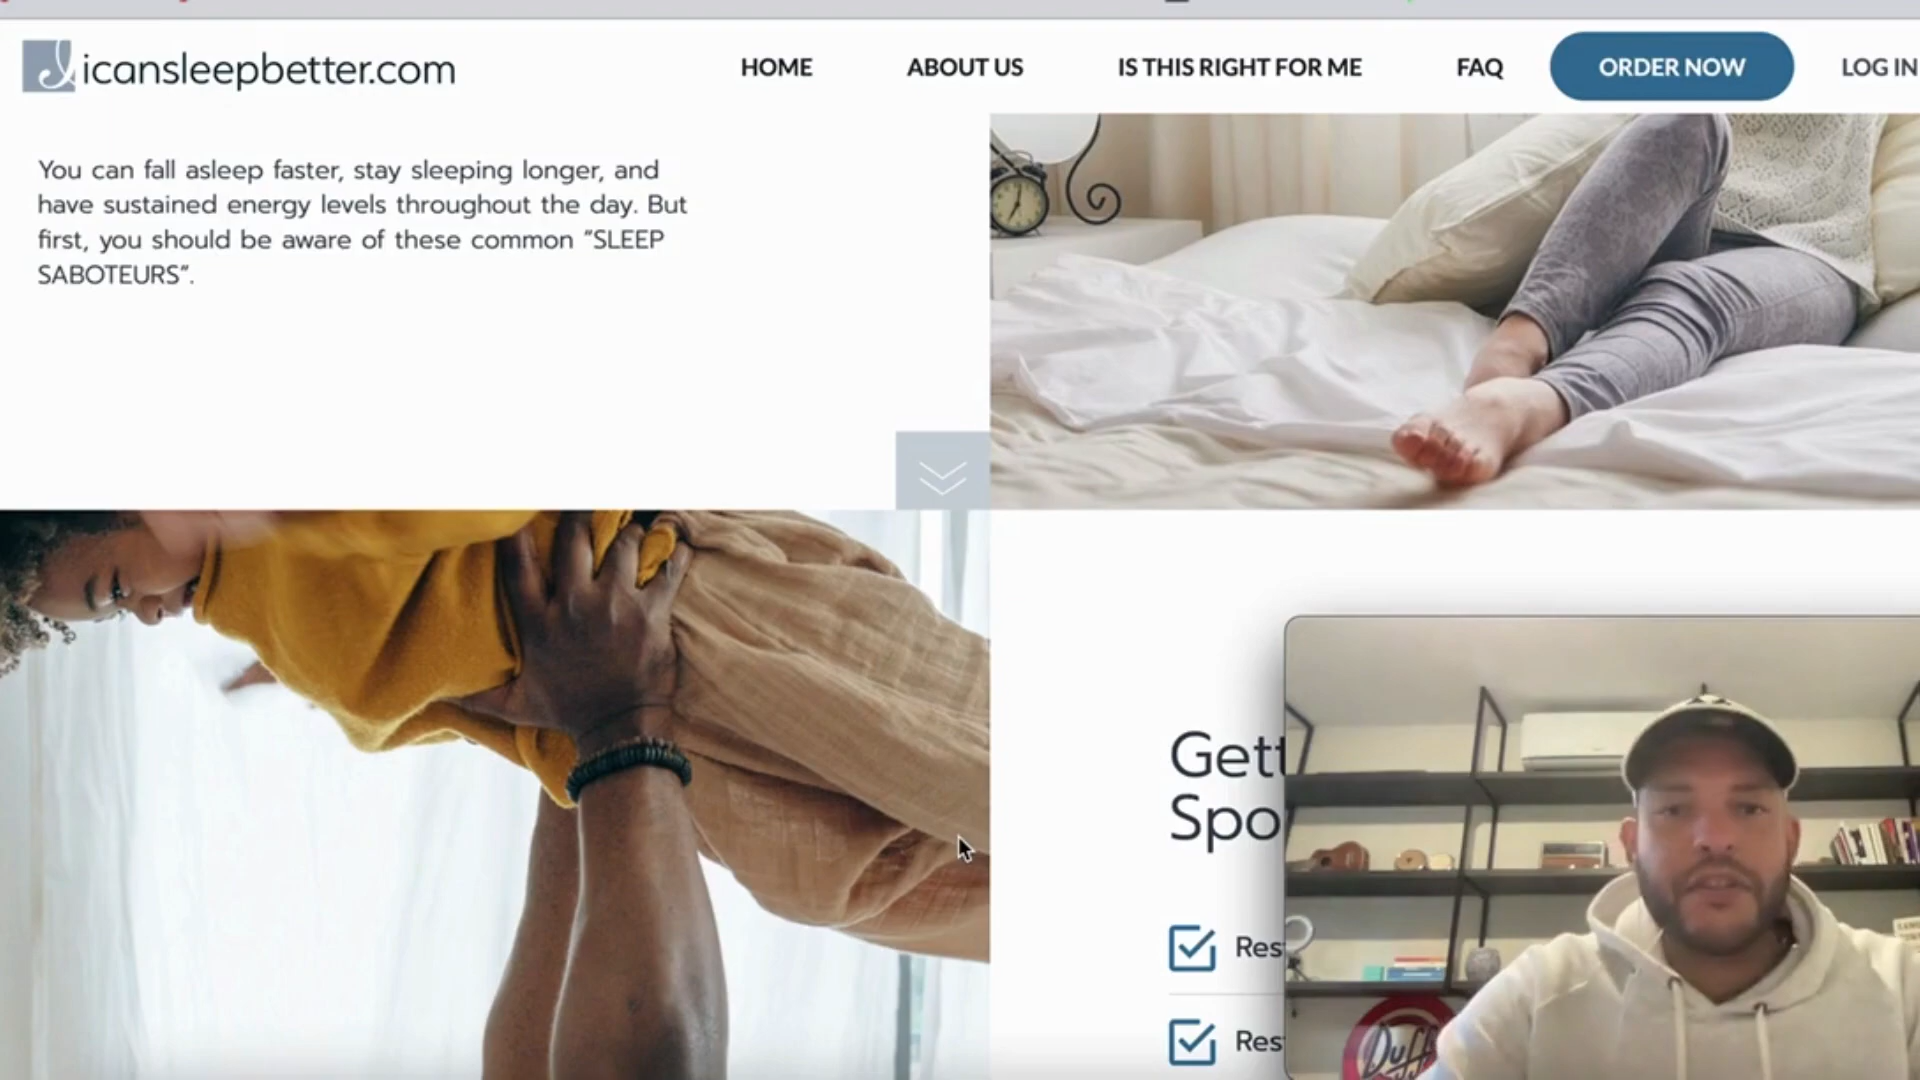 icansleepbetter.com
HOME
ABOUT US
IS THIS RIGHT FOR ME
FAQ
ORDER NOW
LOG IN
You can fall asleep faster, stay sleeping longer, and
have sustained energy levels throughout the day. But
first, you should be aware of these common “SLEEP
SABOTEURS”.
Gett
Spo
Res
Res
Duff